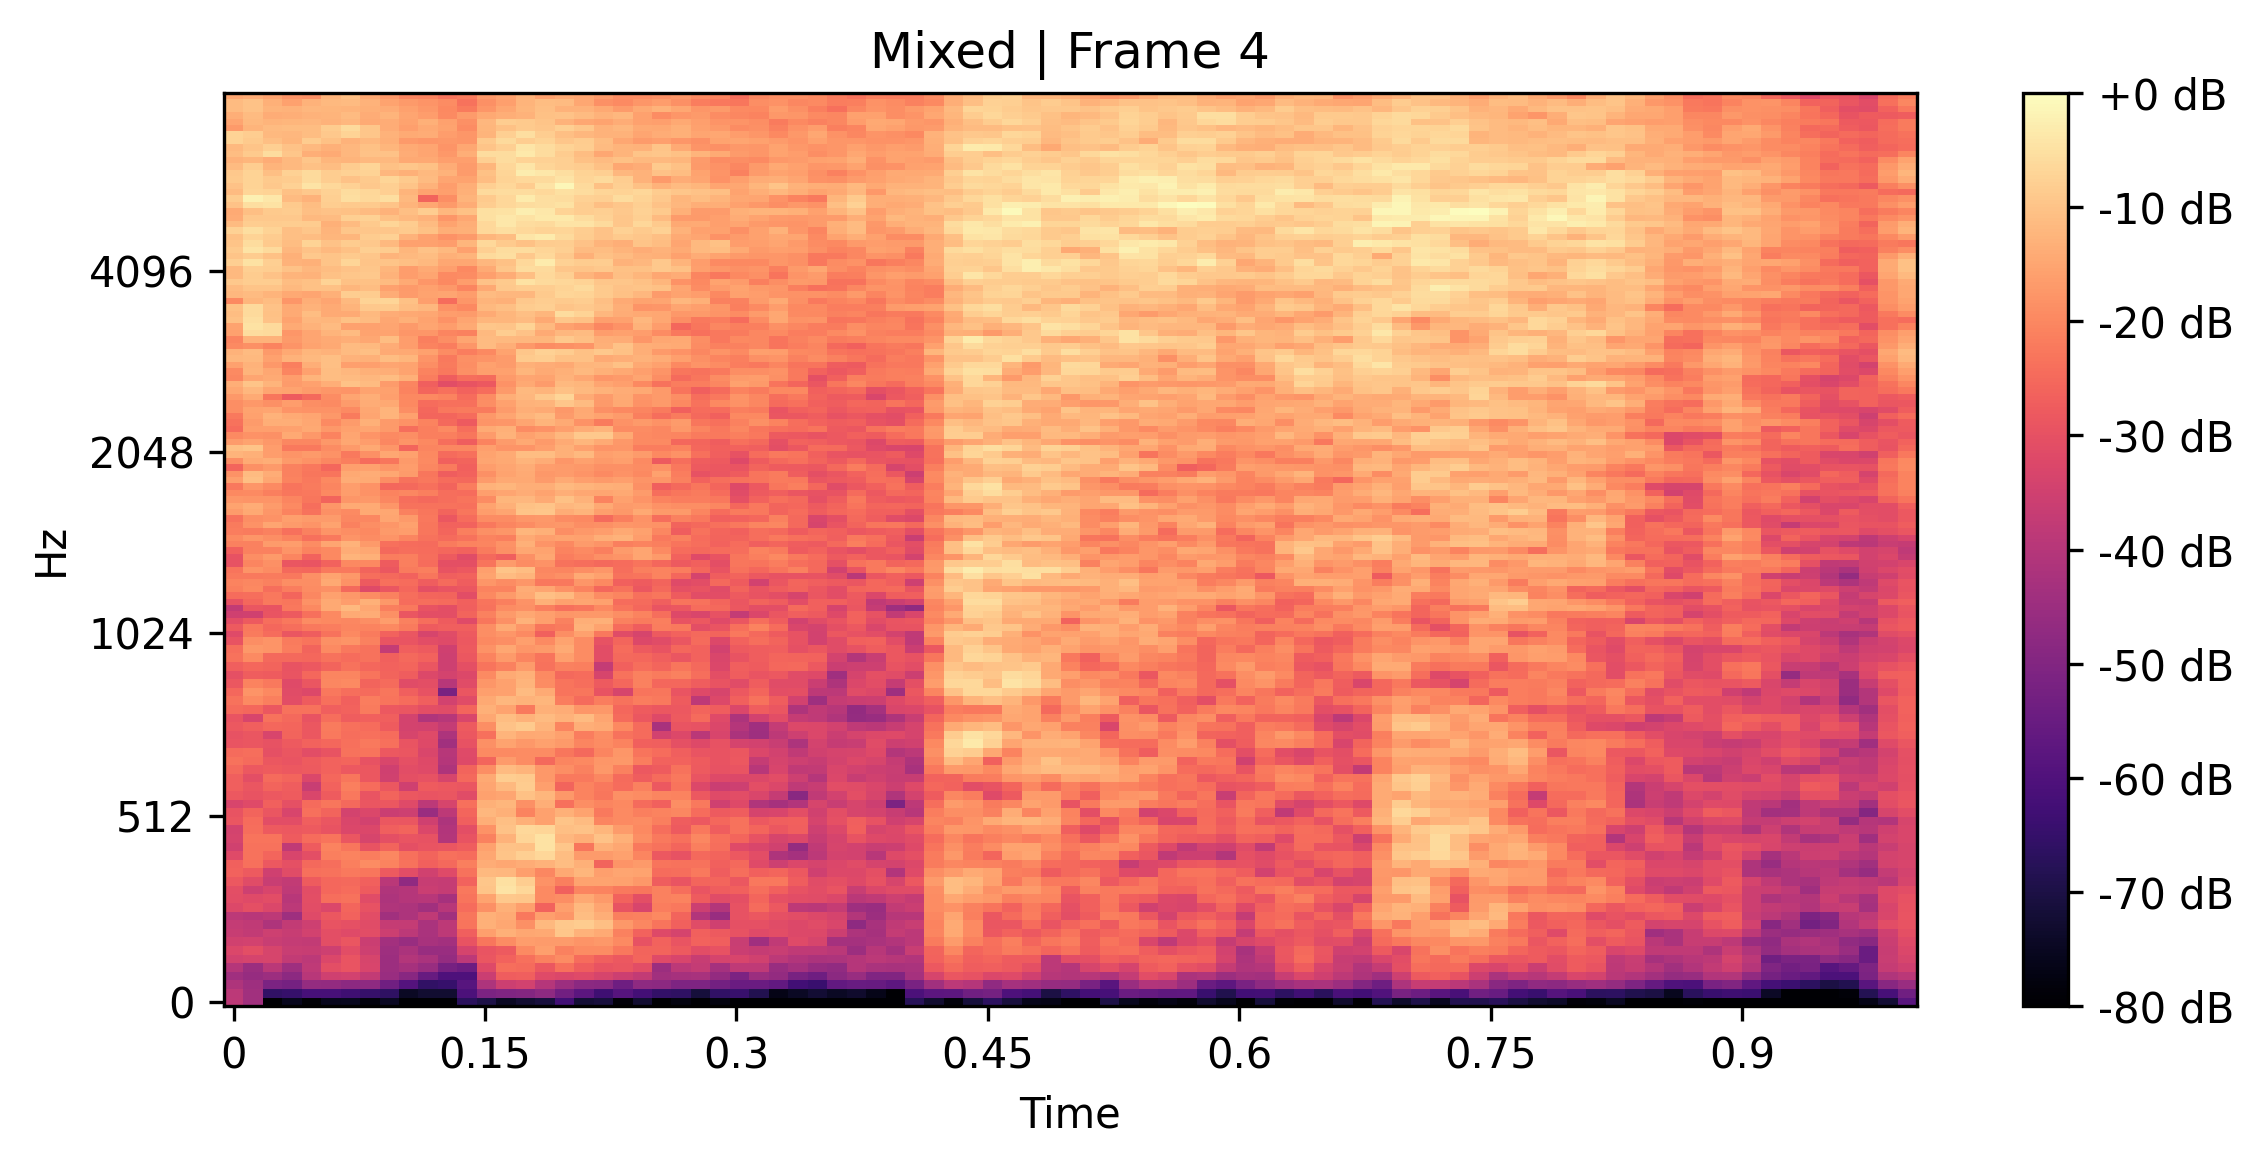 Mixed | Frame 4
+0 dB
-10 dB
-20 dB
-30 dB
-40 dB
-50 dB
-60 dB
-70 dB
-80 dB
4096
2048
1024
512
0
Hz
0 0.15 0.3 0.45 0.6 0.75 0.9
Time